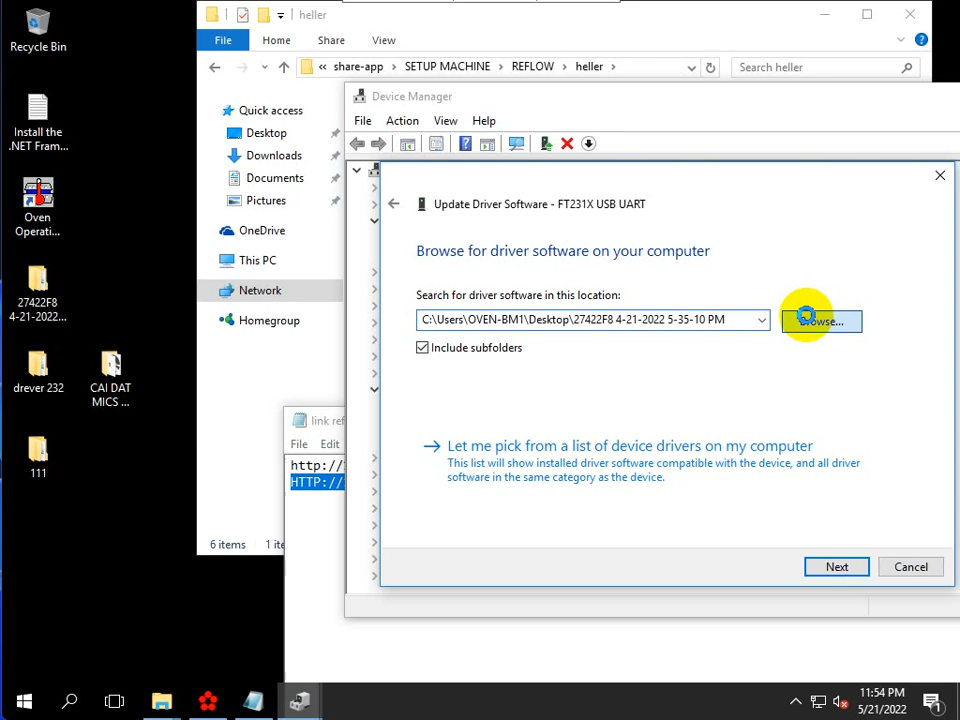 Recycle Bin
Install the
.NET Fram...
Oven
Operati...
27422F8
4-21-2022...
drever 232
CAI DAT
MICS ...
111
heller
File
Home
Share
View
« share-app > SETUP MACHINE > REFLOW > heller >
Search heller
Quick access
Desktop
Downloads
Documents
Pictures
OneDrive
This PC
Network
Homegroup
6 items
Device Manager
File Action View Help
Update Driver Software - FT231X USB UART
Browse for driver software on your computer
Search for driver software in this location:
C:\Users\OVEN-BM1\Desktop\27422F8 4-21-2022 5-35-10 PM
Browse...
Include subfolders
Let me pick from a list of device drivers on my computer
This list will show installed driver software compatible with the device, and all driver
software in the same category as the device.
Next
Cancel
File Edit
HTTP://
11:54 PM
5/21/2022
1